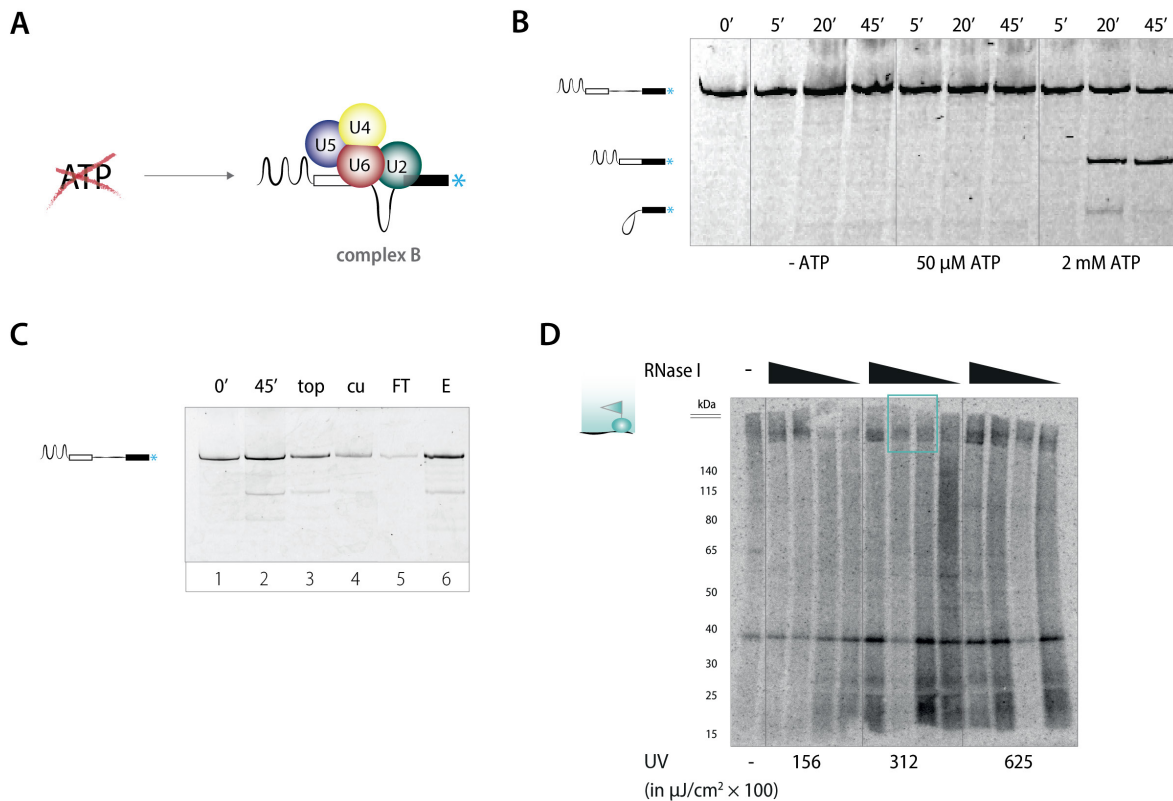 A
ATP
U5
U4
U6
U2
*
complex B
B
0′ 5′ 20′ 45′ 5′ 20′ 45′ 5′ 20′ 45′
*
*
*
- ATP 50 µM ATP 2 mM ATP
C
0′ 45′ top cu FT E
*
1 2 3 4 5 6
D
RNase I -
kDa
140
115
80
65
50
40
30
25
15
UV - 156 312 625
(in µJ/cm² × 100)